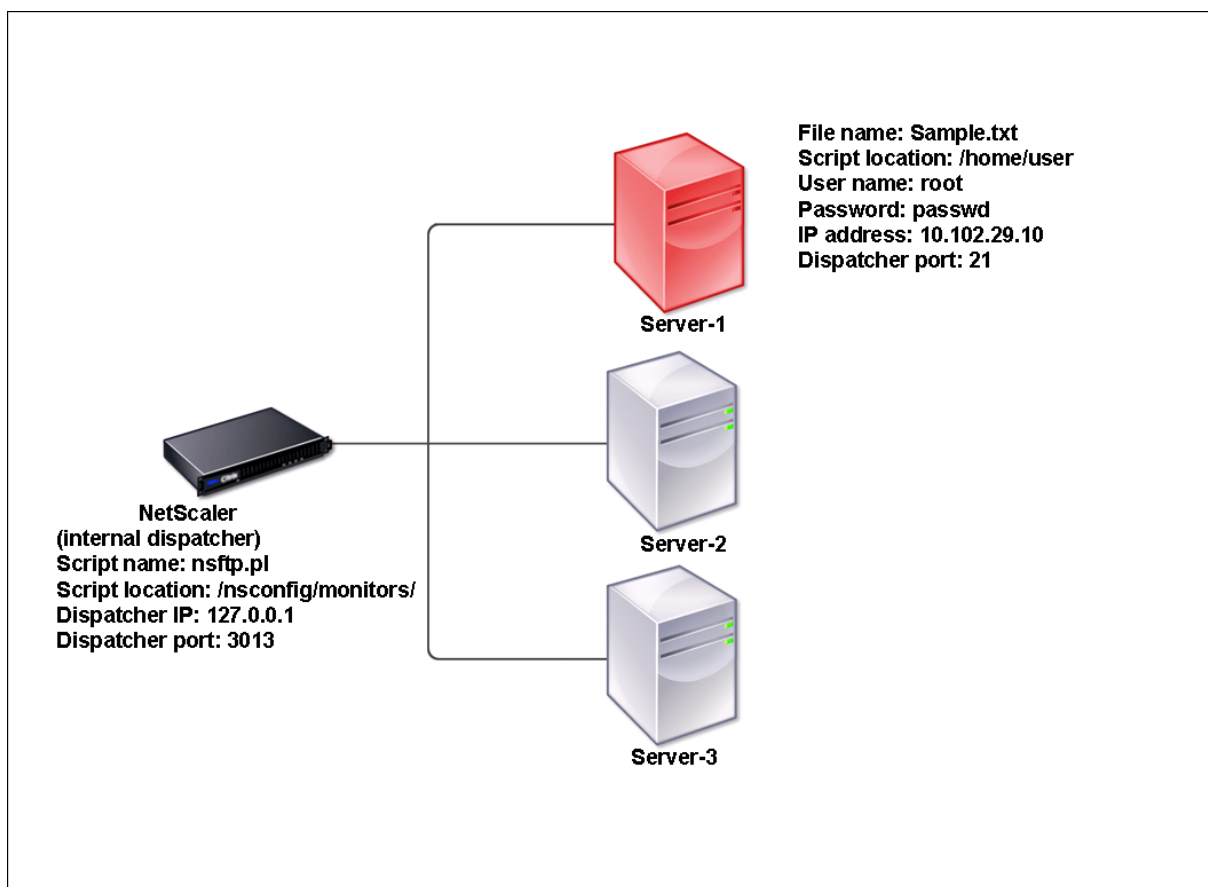 File name: Sample.txt
Script location: /home/user
User name: root
Password: passwd
IP address: 10.102.29.10
Dispatcher port: 21
Server-1
Server-2
Server-3
Citrix
NetScaler
(internal dispatcher)
Script name: nsftp.pl
Script location: /nsconfig/monitors/
Dispatcher IP: 127.0.0.1
Dispatcher port: 3013